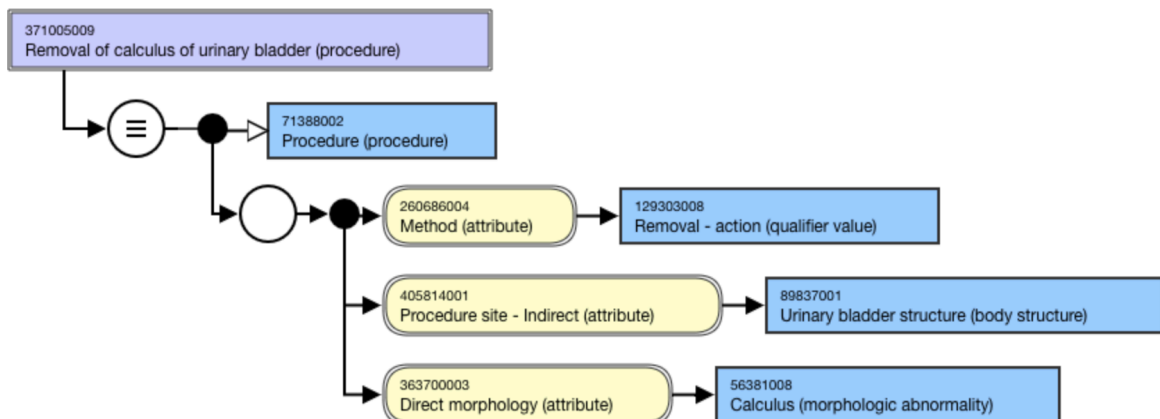 371005009
Removal of calculus of urinary bladder (procedure)
71388002
Procedure (procedure)
260686004
Method (attribute)
129303008
Removal - action (qualifier value)
405814001
Procedure site - Indirect (attribute)
89837001
Urinary bladder structure (body structure)
363700003
Direct morphology (attribute)
56381008
Calculus (morphologic abnormality)